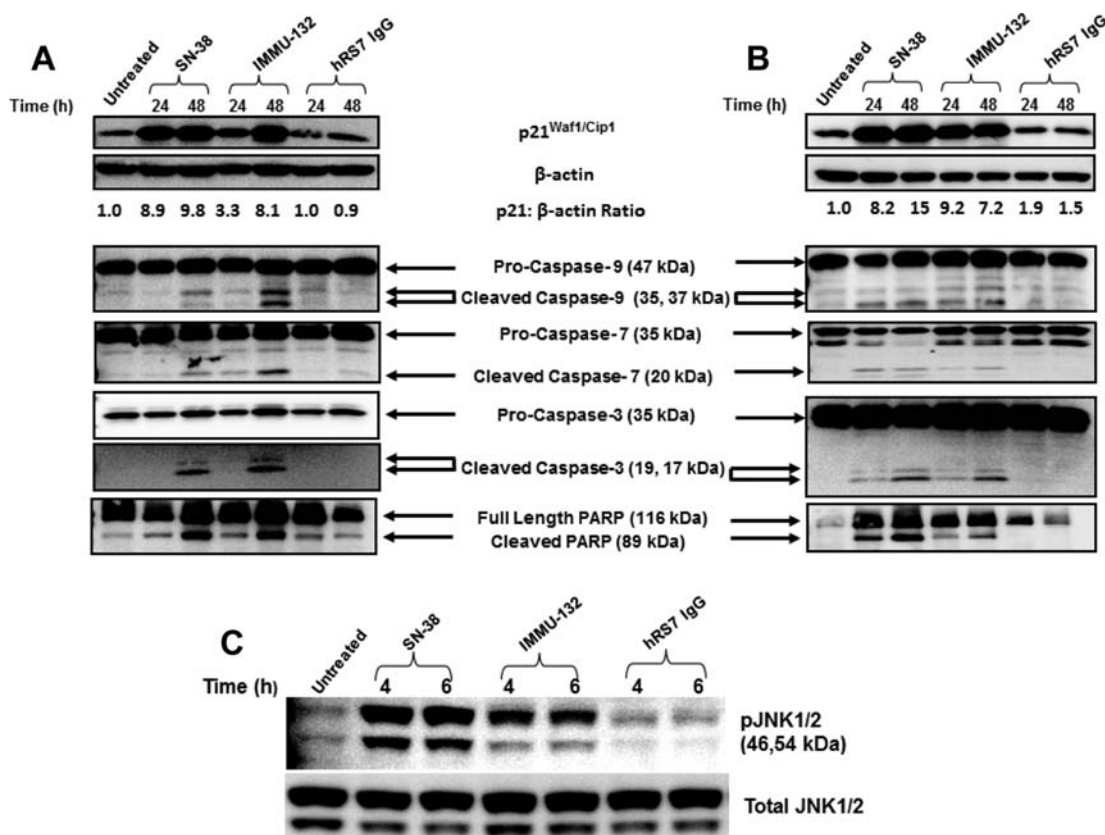 A
Untreated
SN-38
IMMU-132
hRS7 IgG
Time (h)
24 48 24 48 24 48
B
Untreated
SN-38
IMMU-132
hRS7 IgG
Time (h)
24 48 24 48 24 48
p21Waf1/Cip1
β-actin
1.0 8.9 9.8 3.3 8.1 1.0 0.9
p21: β-actin Ratio
1.0 8.2 15 9.2 7.2 1.9 1.5
Pro-Caspase-9 (47 kDa)
Cleaved Caspase-9 (35, 37 kDa)
Pro-Caspase-7 (35 kDa)
Cleaved Caspase-7 (20 kDa)
Pro-Caspase-3 (35 kDa)
Cleaved Caspase-3 (19, 17 kDa)
Full Length PARP (116 kDa)
Cleaved PARP (89 kDa)
C
Untreated
SN-38
IMMU-132
hRS7 IgG
Time (h)
4 6 4 6 4 6
pJNK1/2
(46,54 kDa)
Total JNK1/2